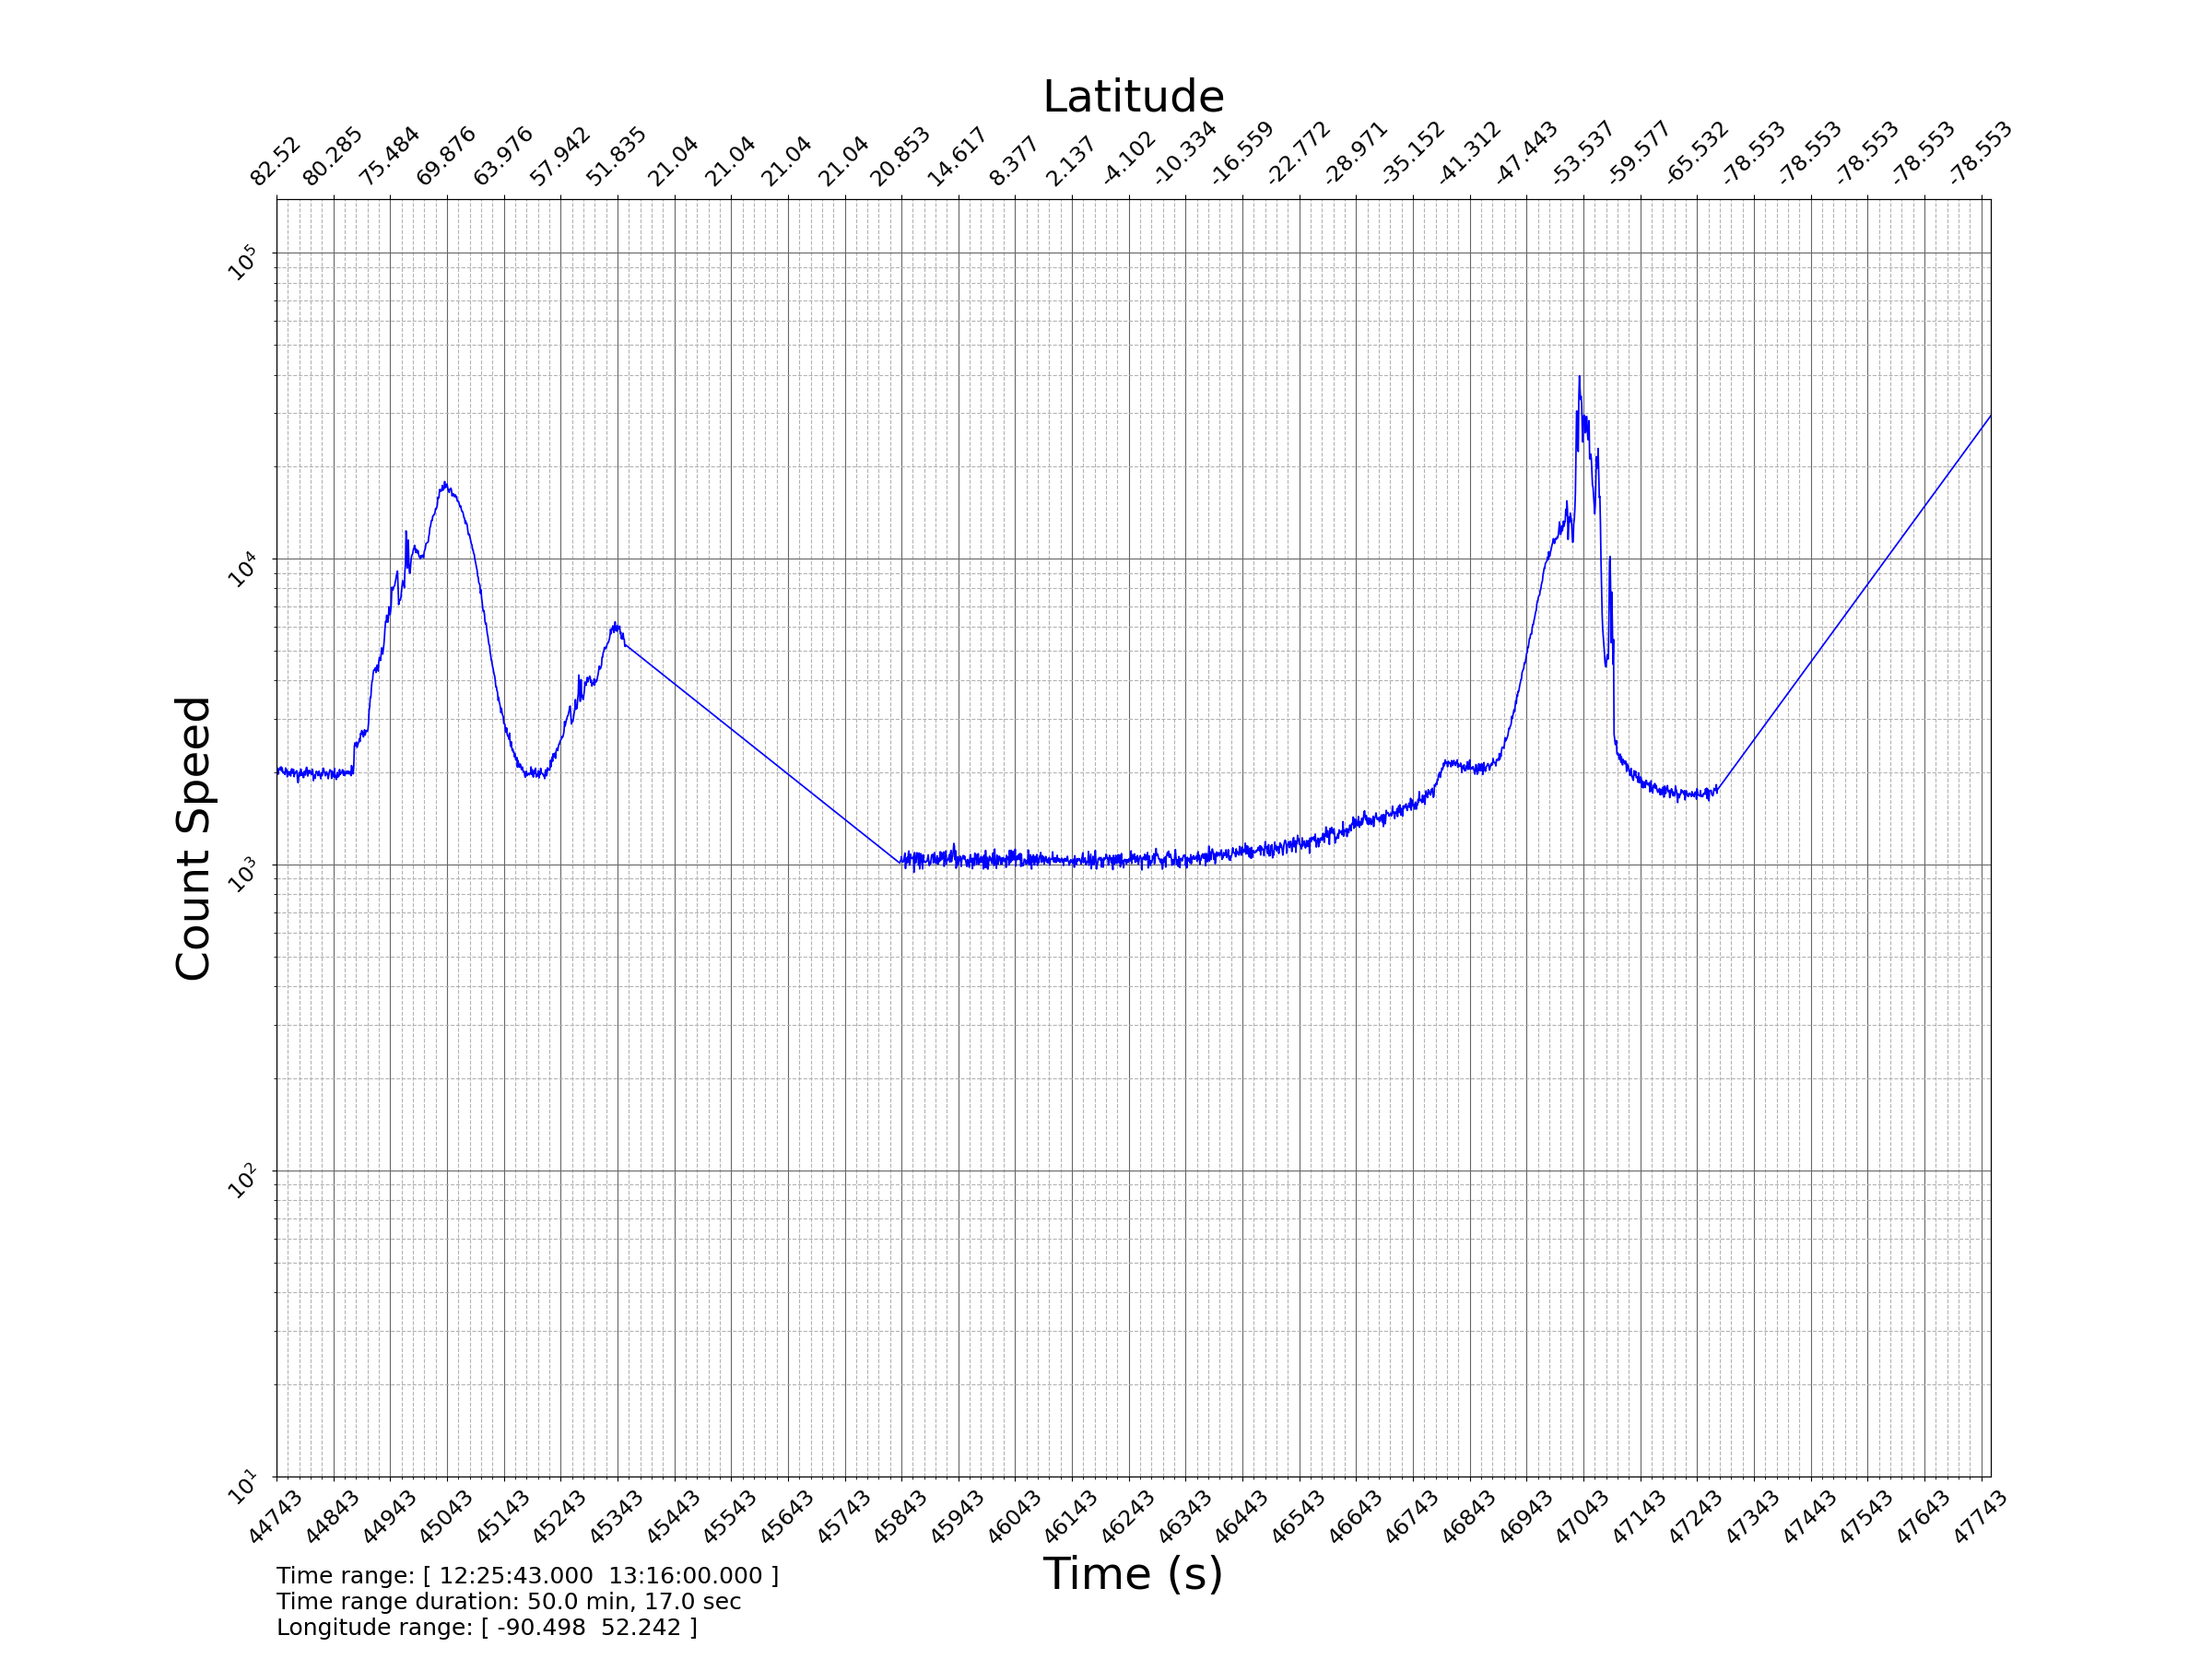 Latitude
82.52 80.285 75.484 69.876 63.976 57.942 51.835 21.04 21.04 21.04 21.04 20.853 14.617 8.377 2.137 -4.102 -10.334 -16.559 -22.772 -28.971 -35.152 -41.312 -47.443 -53.537 -59.577 -65.532 -78.553 -78.553 -78.553 -78.553 -78.553
10⁵
10⁴
10³
10²
10¹
Count Speed
44743 44843 44943 45043 45143 45243 45343 45443 45543 45643 45743 45843 45943 46043 46143 46243 46343 46443 46543 46643 46743 46843 46943 47043 47143 47243 47343 47443 47543 47643 47743
Time (s)
Time range: [ 12:25:43.000  13:16:00.000 ]
Time range duration: 50.0 min, 17.0 sec
Longitude range: [ -90.498  52.242 ]